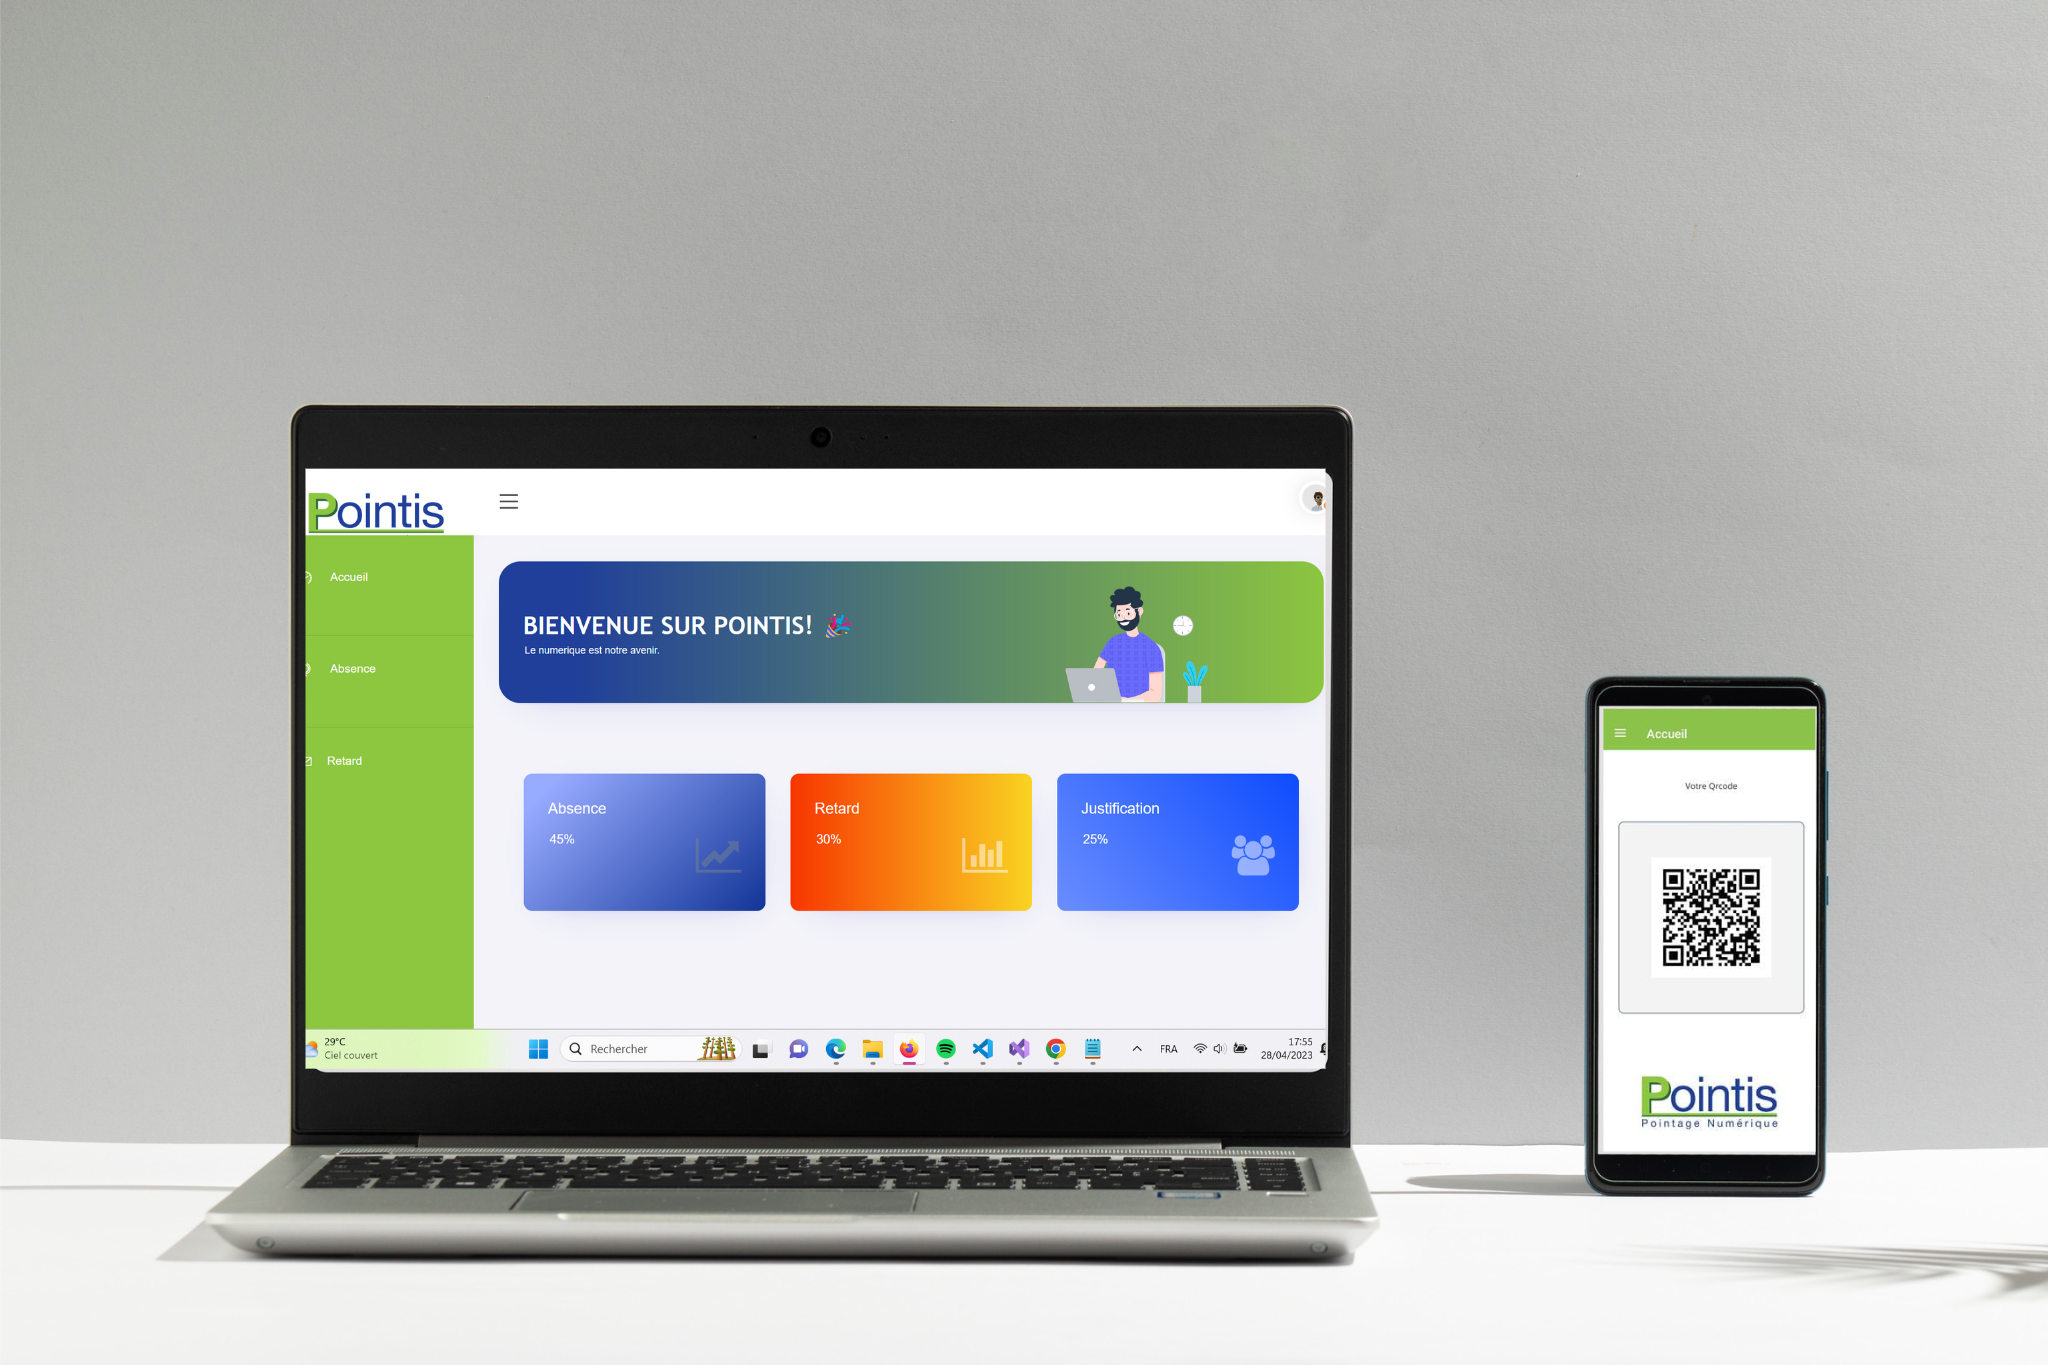 Pointis
Accueil
Absence
Retard
BIENVENUE SUR POINTIS! 🎉
Le numerique est notre avenir.
Absence
45%
Retard
30%
Justification
25%
29°C
Ciel couvert
Rechercher
FRA
17:55
28/04/2023
Accueil
Votre Qrcode
Pointis
Pointage Numérique